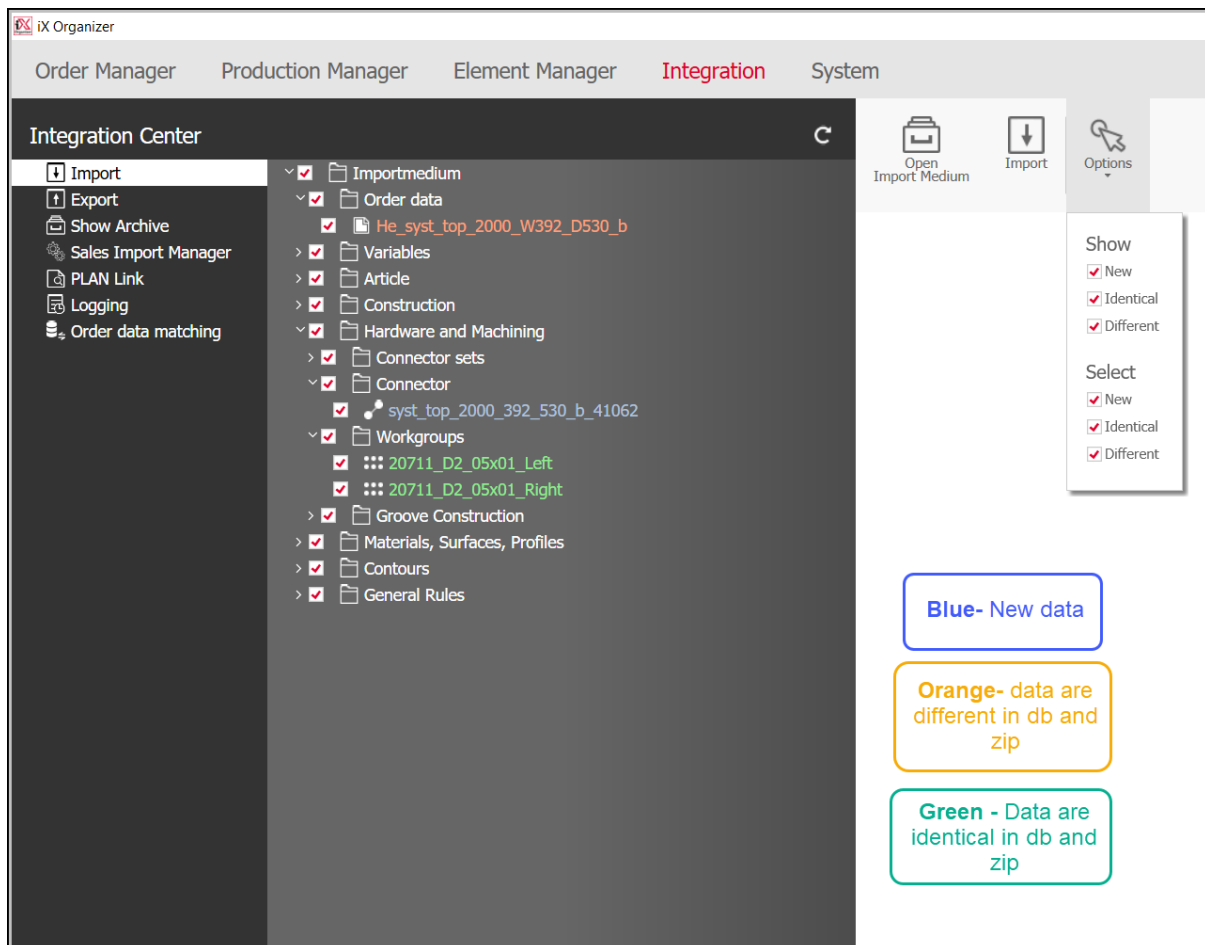 iX Organizer
Order Manager Production Manager Element Manager Integration System
Integration Center
Import
Export
Show Archive
Sales Import Manager
PLAN Link
Logging
Order data matching
Importmedium
Order data
He_syst_top_2000_W392_D530_b
Variables
Article
Construction
Hardware and Machining
Connector sets
Connector
syst_top_2000_392_530_b_41062
Workgroups
20711_D2_05x01_Left
20711_D2_05x01_Right
Groove Construction
Materials, Surfaces, Profiles
Contours
General Rules
Open
Import Medium
Import
Options
Show
New
Identical
Different
Select
New
Identical
Different
Blue- New data
Orange- data are
different in db and
zip
Green - Data are
identical in db and
zip